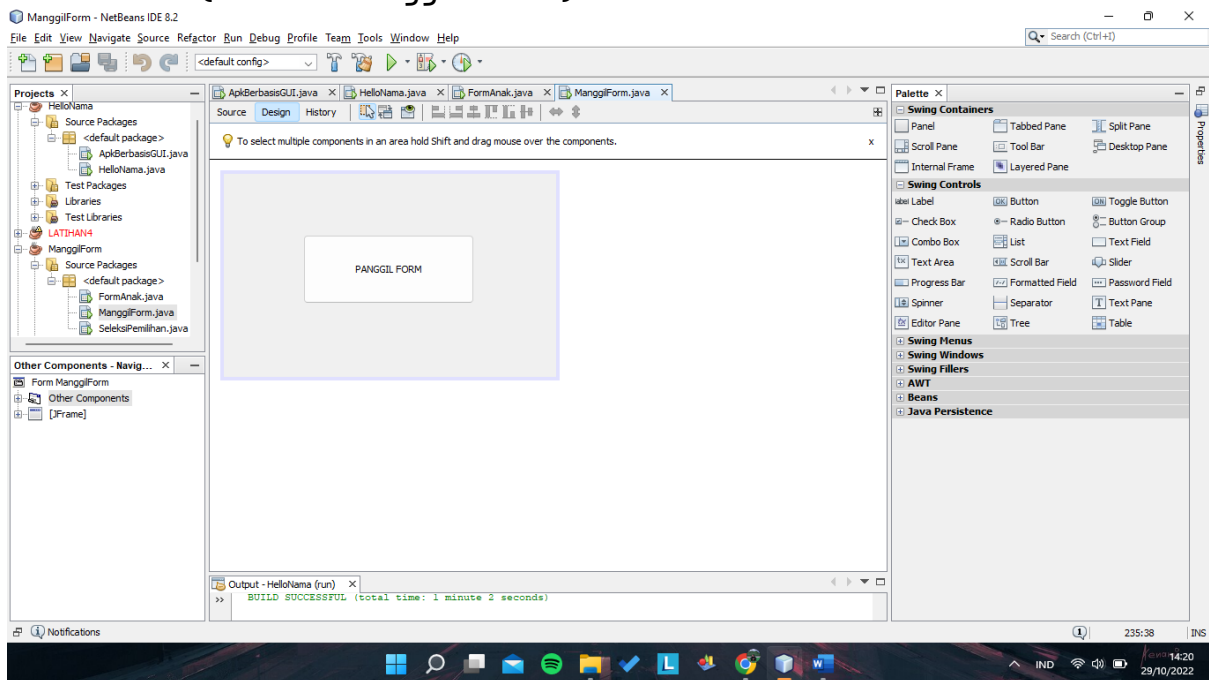 ManggilForm - NetBeans IDE 8.2
File Edit View Navigate Source Refactor Run Debug Profile Team Tools Window Help
Search (Ctrl+I)
<default config>
Projects
HelloNama
Source Packages
<default package>
ApkBerbasisGUI.java
HelloNama.java
Test Packages
Libraries
Test Libraries
LATIHAN4
ManggilForm
Source Packages
<default package>
FormAnak.java
ManggilForm.java
SeleksiPemilihan.java
Other Components - Navig...
Form ManggilForm
Other Components
[JFrame]
ApkBerbasisGUI.java HelloNama.java FormAnak.java ManggilForm.java
Source Design History
To select multiple components in an area hold Shift and drag mouse over the components. x
PANGGIL FORM
Output - HelloNama (run)
BUILD SUCCESSFUL (total time: 1 minute 2 seconds)
Palette
Swing Containers
Panel Tabbed Pane Split Pane
Scroll Pane Tool Bar Desktop Pane
Internal Frame Layered Pane
Swing Controls
label Label OK Button ON Toggle Button
Check Box Radio Button Button Group
Combo Box List Text Field
Text Area Scroll Bar Slider
Progress Bar Formatted Field Password Field
Spinner Separator Text Pane
Editor Pane Tree Table
Swing Menus
Swing Windows
Swing Fillers
AWT
Beans
Java Persistence
Properties
Notifications
1 235:38 INS
IND
14:20
29/10/2022